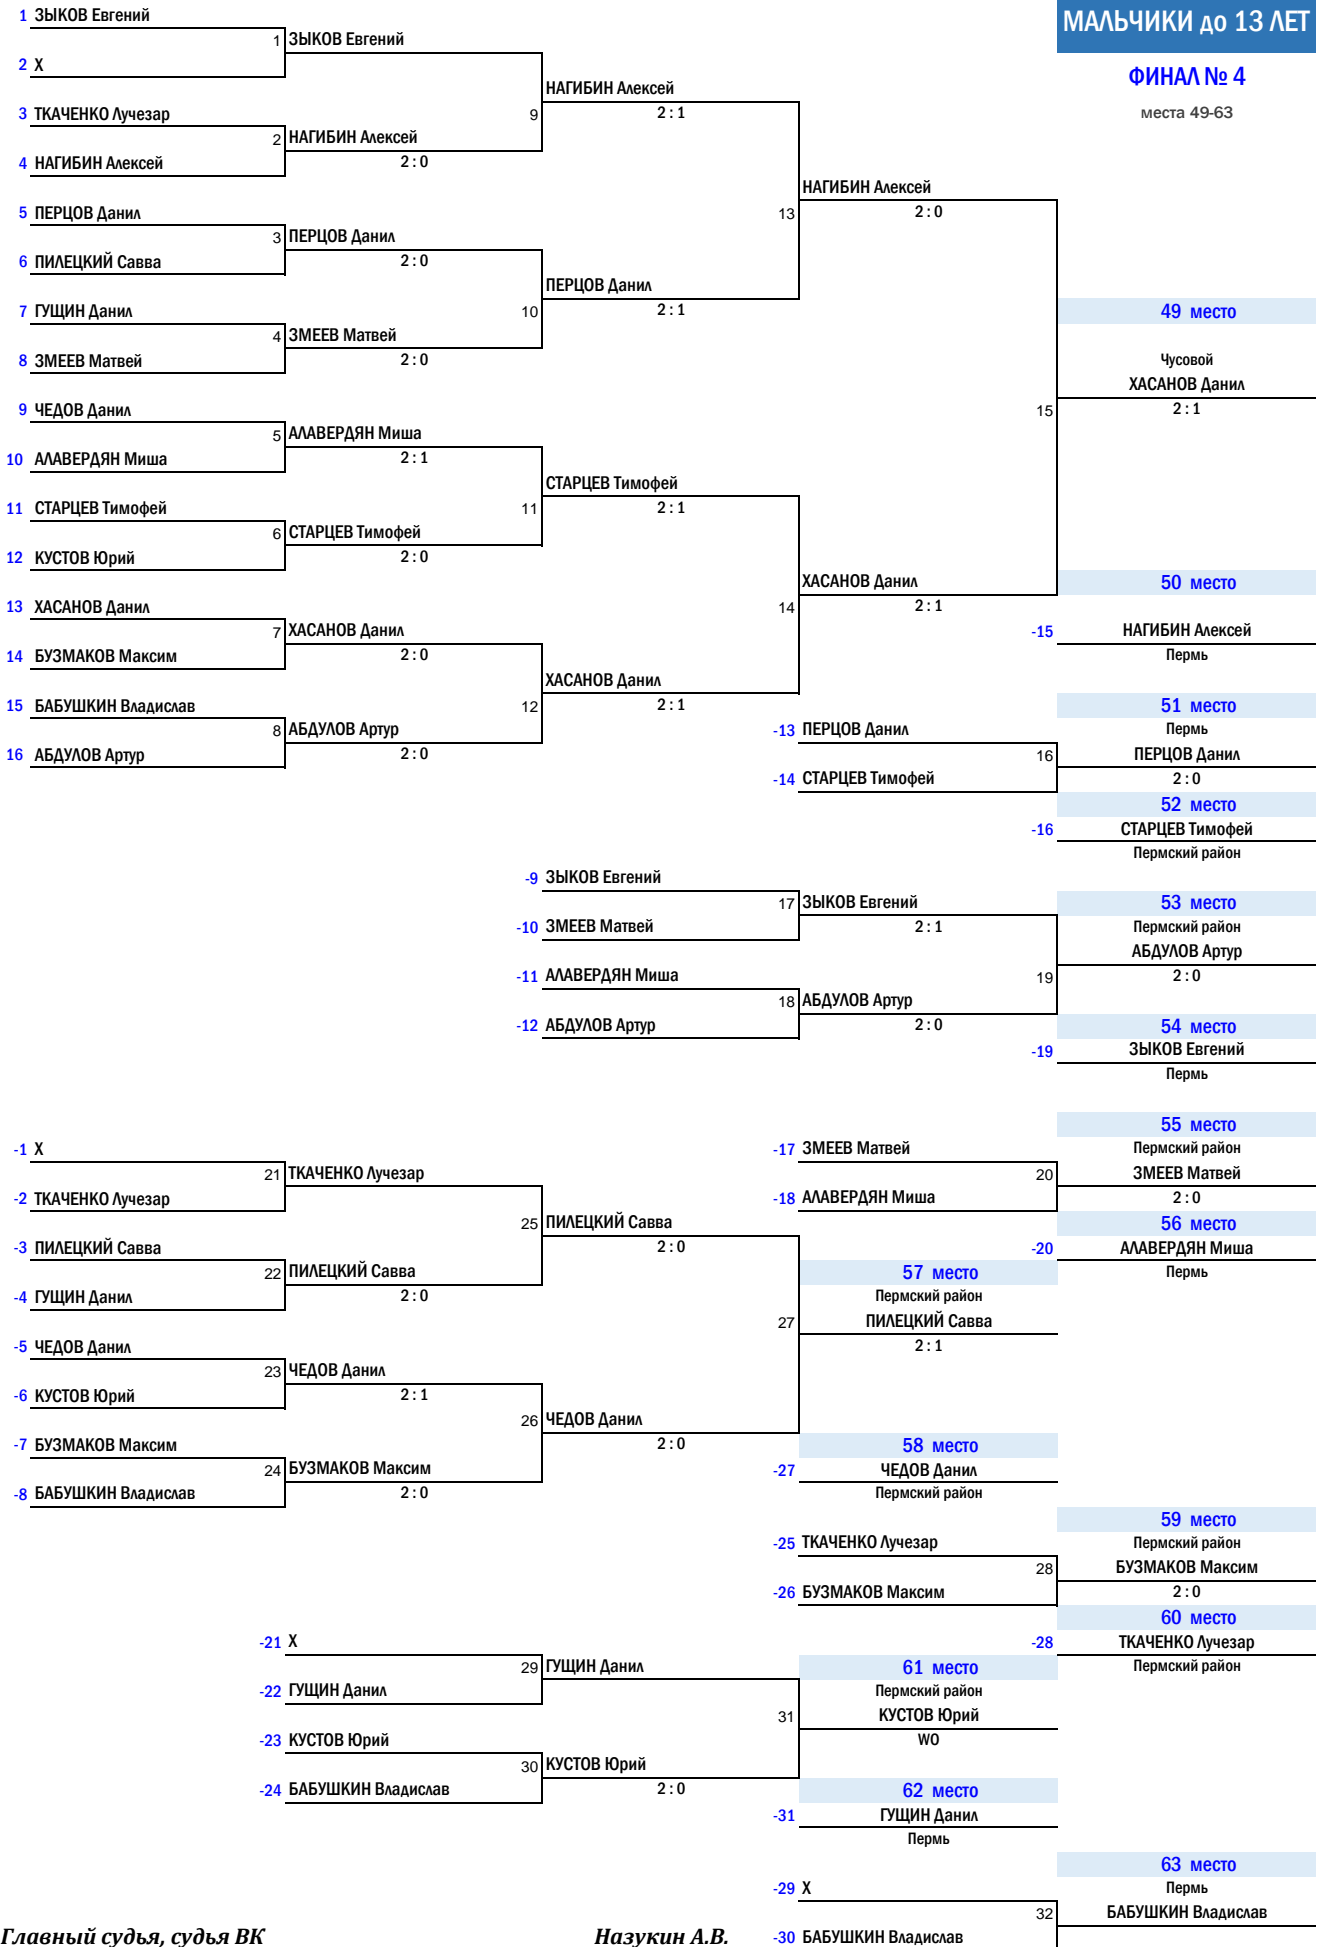 МАЛЬЧИКИ до 13 ЛЕТ
ФИНАЛ № 4
места 49-63
1 ЗЫКОВ Евгений
1 ЗЫКОВ Евгений
2 X
НАГИБИН Алексей
3 ТКАЧЕНКО Лучезар
9 2 : 1
2 НАГИБИН Алексей
4 НАГИБИН Алексей
2 : 0
НАГИБИН Алексей
5 ПЕРЦОВ Данил
13 2 : 0
3 ПЕРЦОВ Данил
6 ПИЛЕЦКИЙ Савва
2 : 0
ПЕРЦОВ Данил
7 ГУЩИН Данил
10 2 : 1
49 место
4 ЗМЕЕВ Матвей
8 ЗМЕЕВ Матвей
2 : 0
Чусовой
ХАСАНОВ Данил
9 ЧЕДОВ Данил
15 2 : 1
5 АЛАВЕРДЯН Миша
10 АЛАВЕРДЯН Миша
2 : 1
СТАРЦЕВ Тимофей
11 СТАРЦЕВ Тимофей
11 2 : 1
6 СТАРЦЕВ Тимофей
12 КУСТОВ Юрий
2 : 0
ХАСАНОВ Данил
50 место
13 ХАСАНОВ Данил
14 2 : 1
7 ХАСАНОВ Данил
-15 НАГИБИН Алексей
14 БУЗМАКОВ Максим
2 : 0
Пермь
ХАСАНОВ Данил
15 БАБУШКИН Владислав
12 2 : 1
51 место
8 АБДУЛОВ Артур
-13 ПЕРЦОВ Данил
Пермь
16 АБДУЛОВ Артур
2 : 0
16 ПЕРЦОВ Данил
-14 СТАРЦЕВ Тимофей
2 : 0
52 место
-16 СТАРЦЕВ Тимофей
Пермский район
-9 ЗЫКОВ Евгений
17 ЗЫКОВ Евгений
53 место
-10 ЗМЕЕВ Матвей
2 : 1
Пермский район
АБДУЛОВ Артур
-11 АЛАВЕРДЯН Миша
19 2 : 0
18 АБДУЛОВ Артур
-12 АБДУЛОВ Артур
2 : 0
54 место
-19 ЗЫКОВ Евгений
Пермь
55 место
-1 X
-17 ЗМЕЕВ Матвей
Пермский район
21 ТКАЧЕНКО Лучезар
20 ЗМЕЕВ Матвей
-2 ТКАЧЕНКО Лучезар
-18 АЛАВЕРДЯН Миша
2 : 0
25 ПИЛЕЦКИЙ Савва
56 место
-3 ПИЛЕЦКИЙ Савва
2 : 0
-20 АЛАВЕРДЯН Миша
22 ПИЛЕЦКИЙ Савва
57 место
Пермь
-4 ГУЩИН Данил
2 : 0
Пермский район
27 ПИЛЕЦКИЙ Савва
-5 ЧЕДОВ Данил
2 : 1
23 ЧЕДОВ Данил
-6 КУСТОВ Юрий
2 : 1
26 ЧЕДОВ Данил
-7 БУЗМАКОВ Максим
2 : 0
58 место
24 БУЗМАКОВ Максим
-27 ЧЕДОВ Данил
-8 БАБУШКИН Владислав
2 : 0
Пермский район
59 место
-25 ТКАЧЕНКО Лучезар
Пермский район
28 БУЗМАКОВ Максим
-26 БУЗМАКОВ Максим
2 : 0
60 место
-21 X
-28 ТКАЧЕНКО Лучезар
29 ГУЩИН Данил
61 место
Пермский район
-22 ГУЩИН Данил
Пермский район
31 КУСТОВ Юрий
-23 КУСТОВ Юрий
WO
30 КУСТОВ Юрий
-24 БАБУШКИН Владислав
2 : 0
62 место
-31 ГУЩИН Данил
Пермь
63 место
-29 X
Пермь
32 БАБУШКИН Владислав
Главный судья, судья ВК
Назукин А.В.
-30 БАБУШКИН Владислав